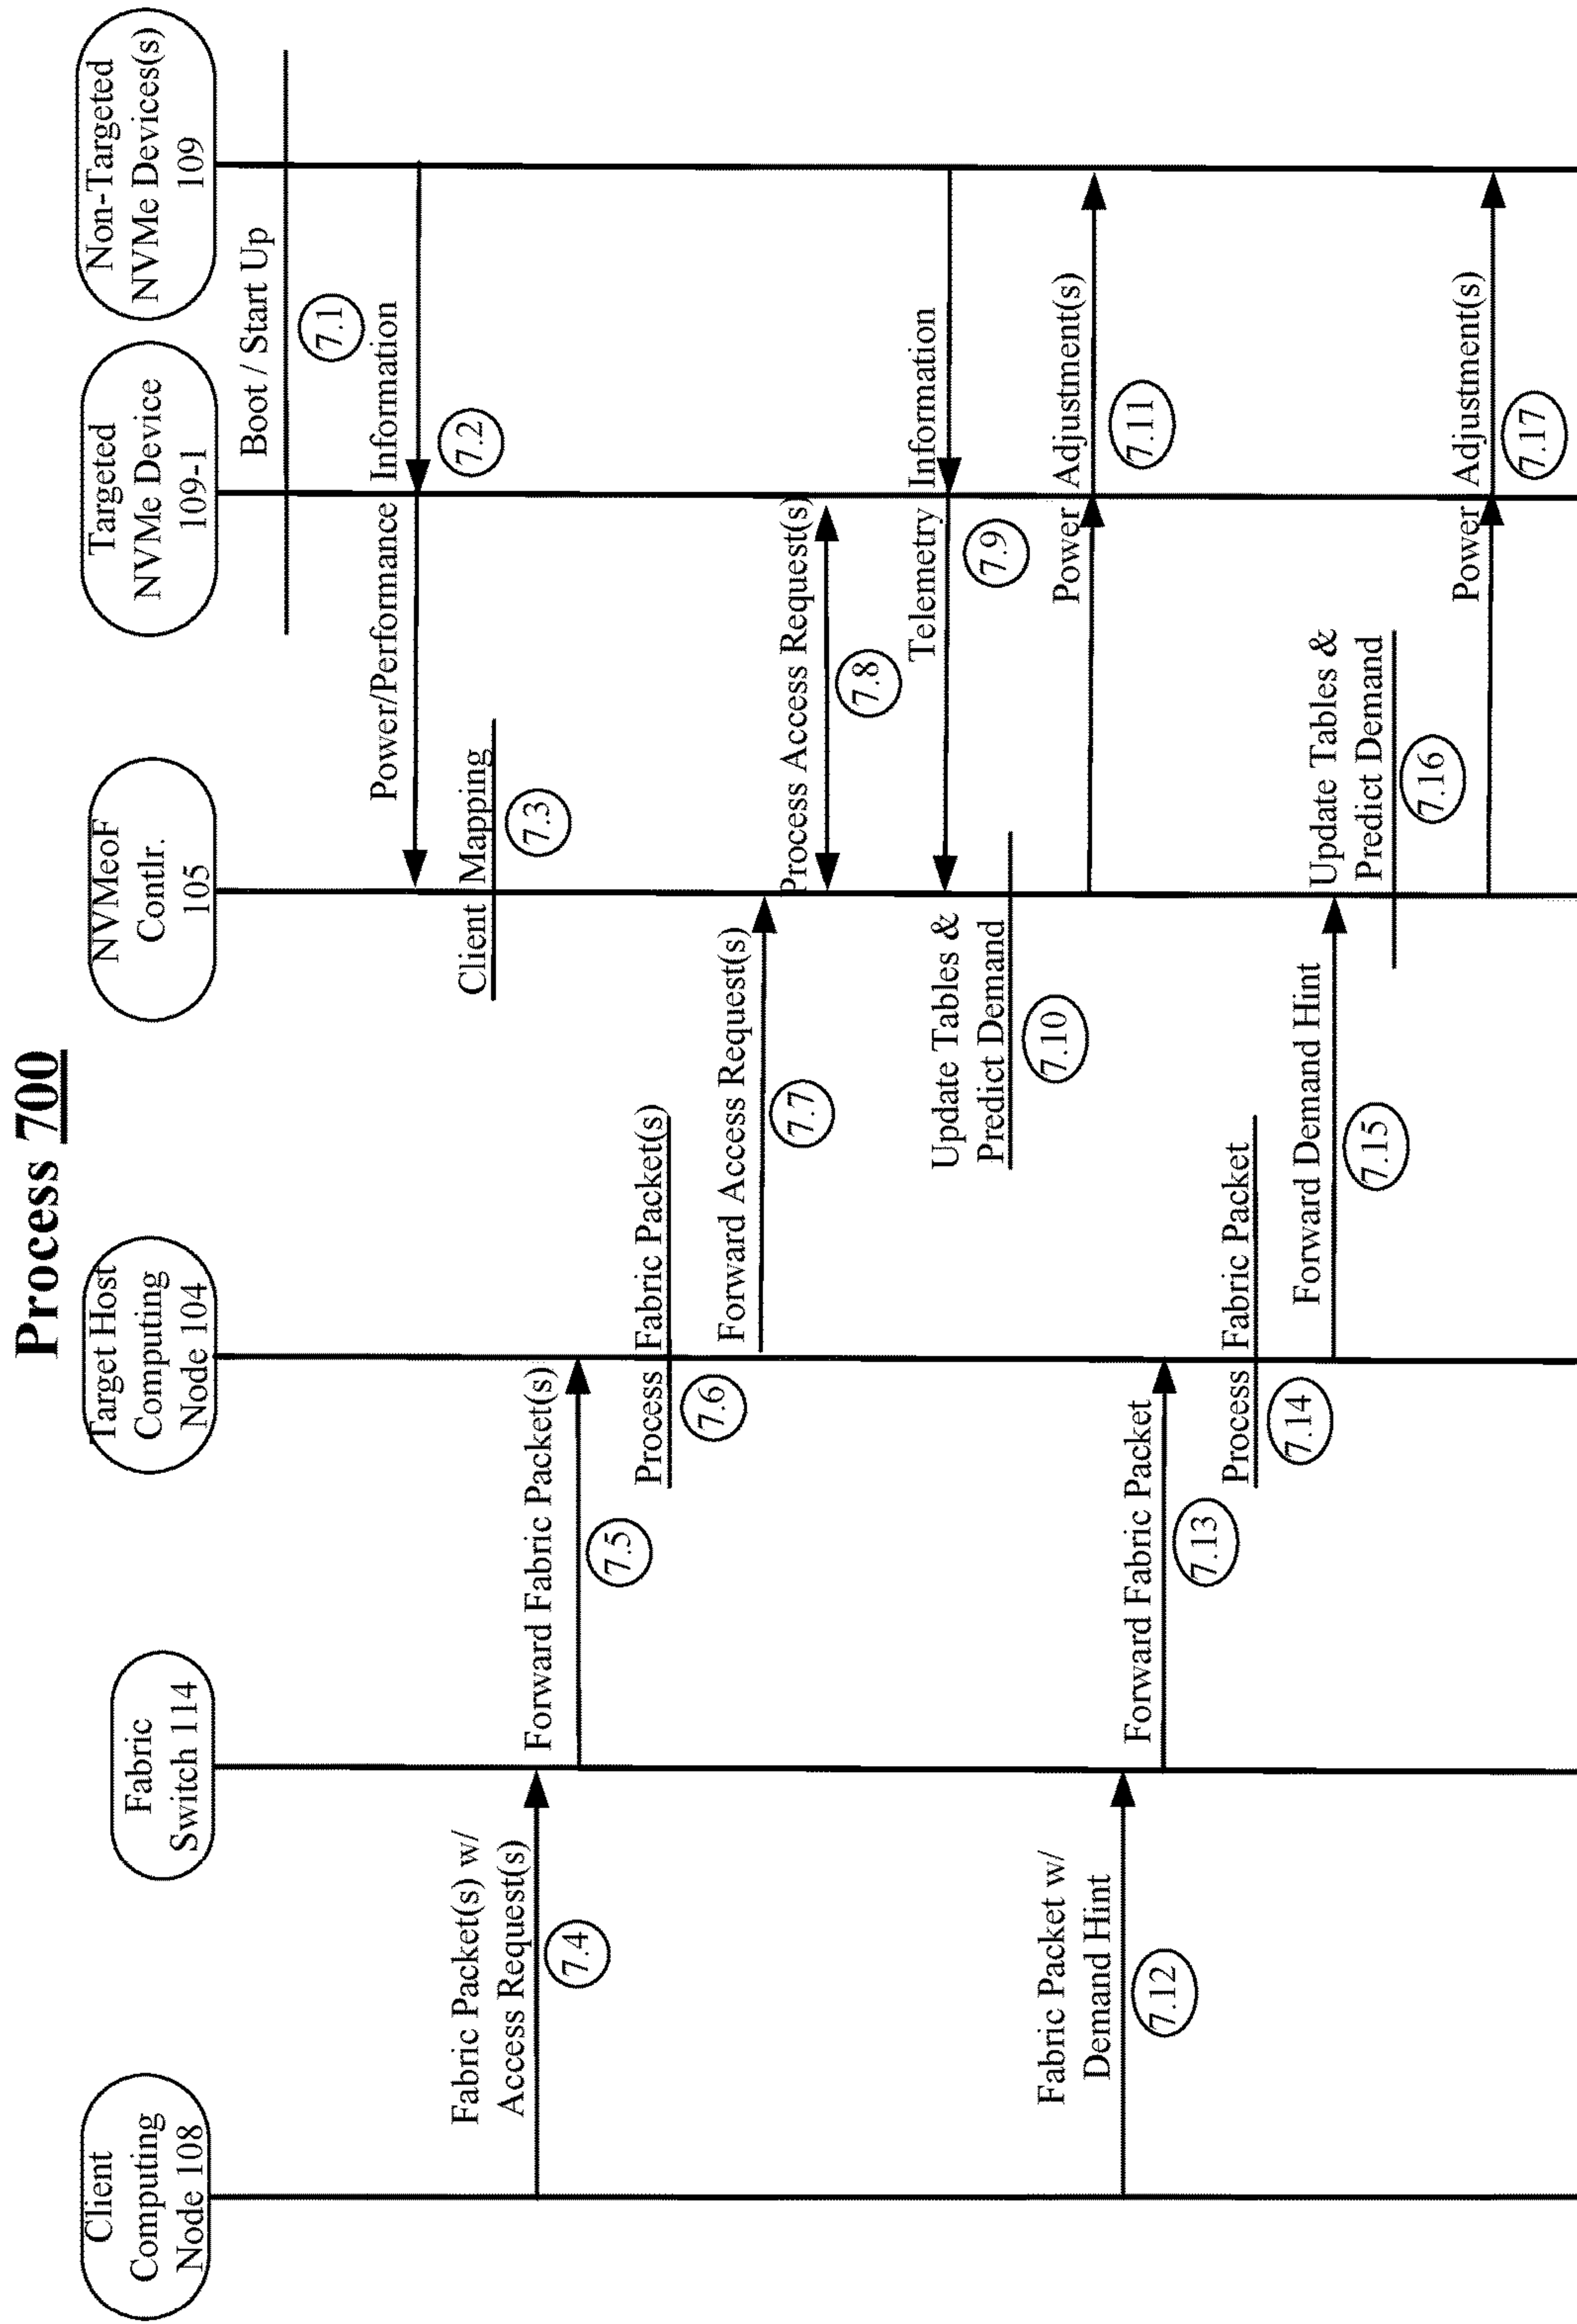 Process 700
Client
Computing
Node 108
Fabric
Switch 114
Target Host
Computing
Node 104
NVMeoF
Contlr.
105
Targeted
NVMe Device
109-1
Non-Targeted
NVMe Devices(s)
109
Boot / Start Up
7.1
Power/Performance Information
7.2
Client Mapping
7.3
Fabric Packet(s) w/
Access Request(s)
7.4
Forward Fabric Packet(s)
7.5
Process Fabric Packet(s)
7.6
Forward Access Request(s)
7.7
Process Access Request(s)
7.8
Telemetry Information
7.9
Update Tables &
Predict Demand
7.10
Power Adjustment(s)
7.11
Fabric Packet w/
Demand Hint
7.12
Forward Fabric Packet
7.13
Process Fabric Packet
7.14
Forward Demand Hint
7.15
Update Tables &
Predict Demand
7.16
Power Adjustment(s)
7.17